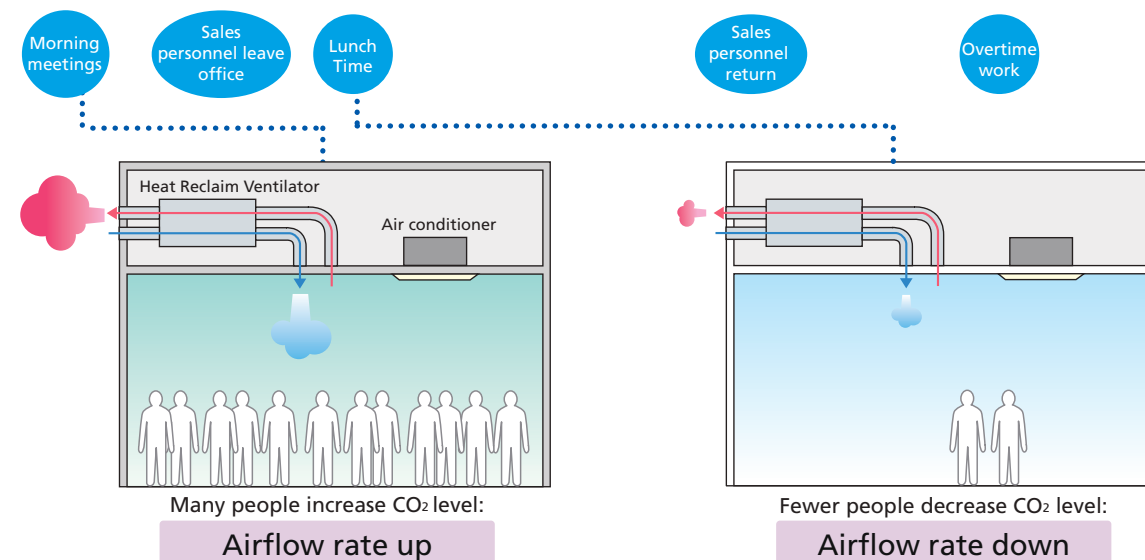 Morning
meetings
Sales
personnel leave
office
Lunch
Time
Sales
personnel
return
Overtime
work
Heat Reclaim Ventilator
Air conditioner
Many people increase CO2 level:
Airflow rate up
Fewer people decrease CO2 level:
Airflow rate down